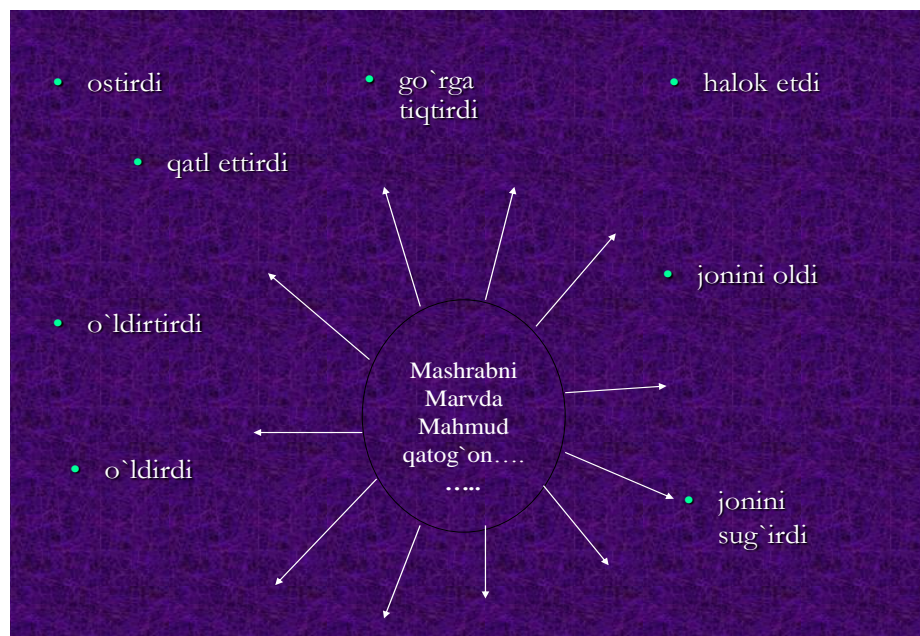 ostirdi
go`rga
tiqtirdi
halok etdi
qatl ettirdi
jonini oldi
o`ldirtirdi
Mashrabni
Marvda
Mahmud
qatog`on….
…..
o`ldirdi
jonini
sug`irdi